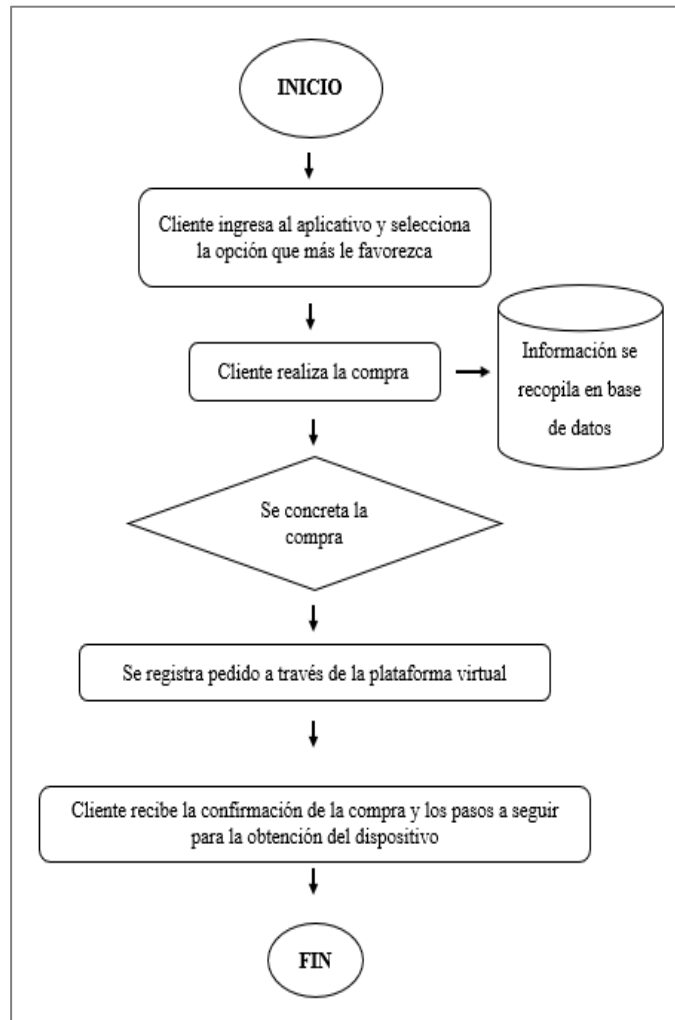 INICIO
Cliente ingresa al aplicativo y selecciona
la opción que más le favorezca
Cliente realiza la compra
Información se
recopila en base
de datos
Se concreta la
compra
Se registra pedido a través de la plataforma virtual
Cliente recibe la confirmación de la compra y los pasos a seguir
para la obtención del dispositivo
FIN